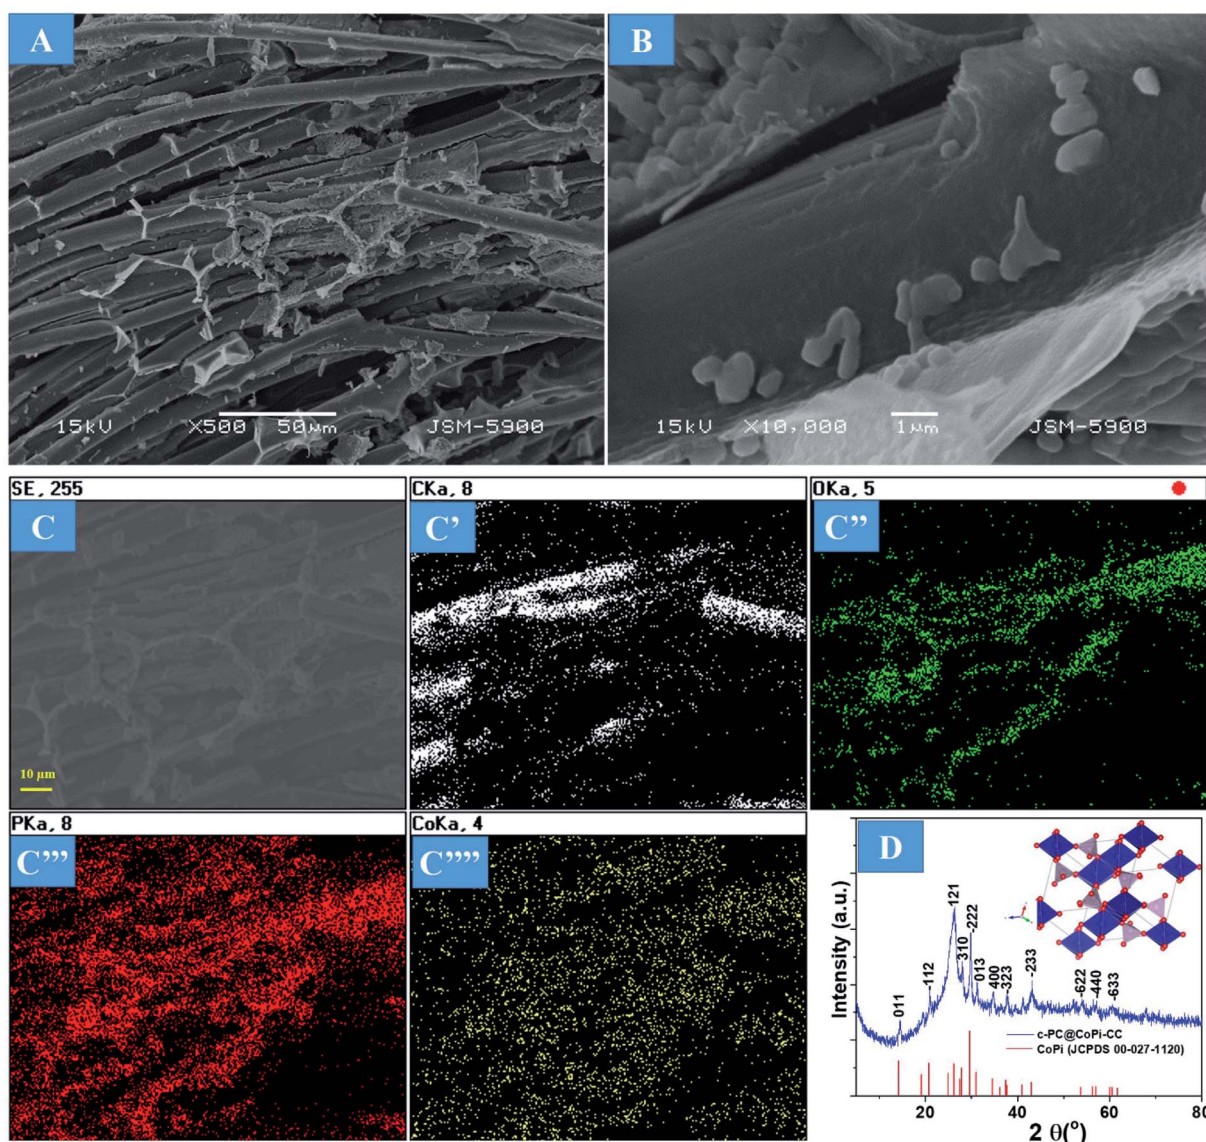 A
B
15kV X500 50μm JSM-5900
15kV X10,000 1μm JSM-5900
SE, 255
CKa, 8
OKa, 5
C
C’
C’’
10 μm
PKa, 8
CoKa, 4
C’’’
C’’’’
D
Intensity (a.u.)
011
-112
121
310
-222
013
400
-323
-233
-622
-440
-633
c-PC@CoPi-CC
CoPi (JCPDS 00-027-1120)
20 40 60 80
2 θ(°)